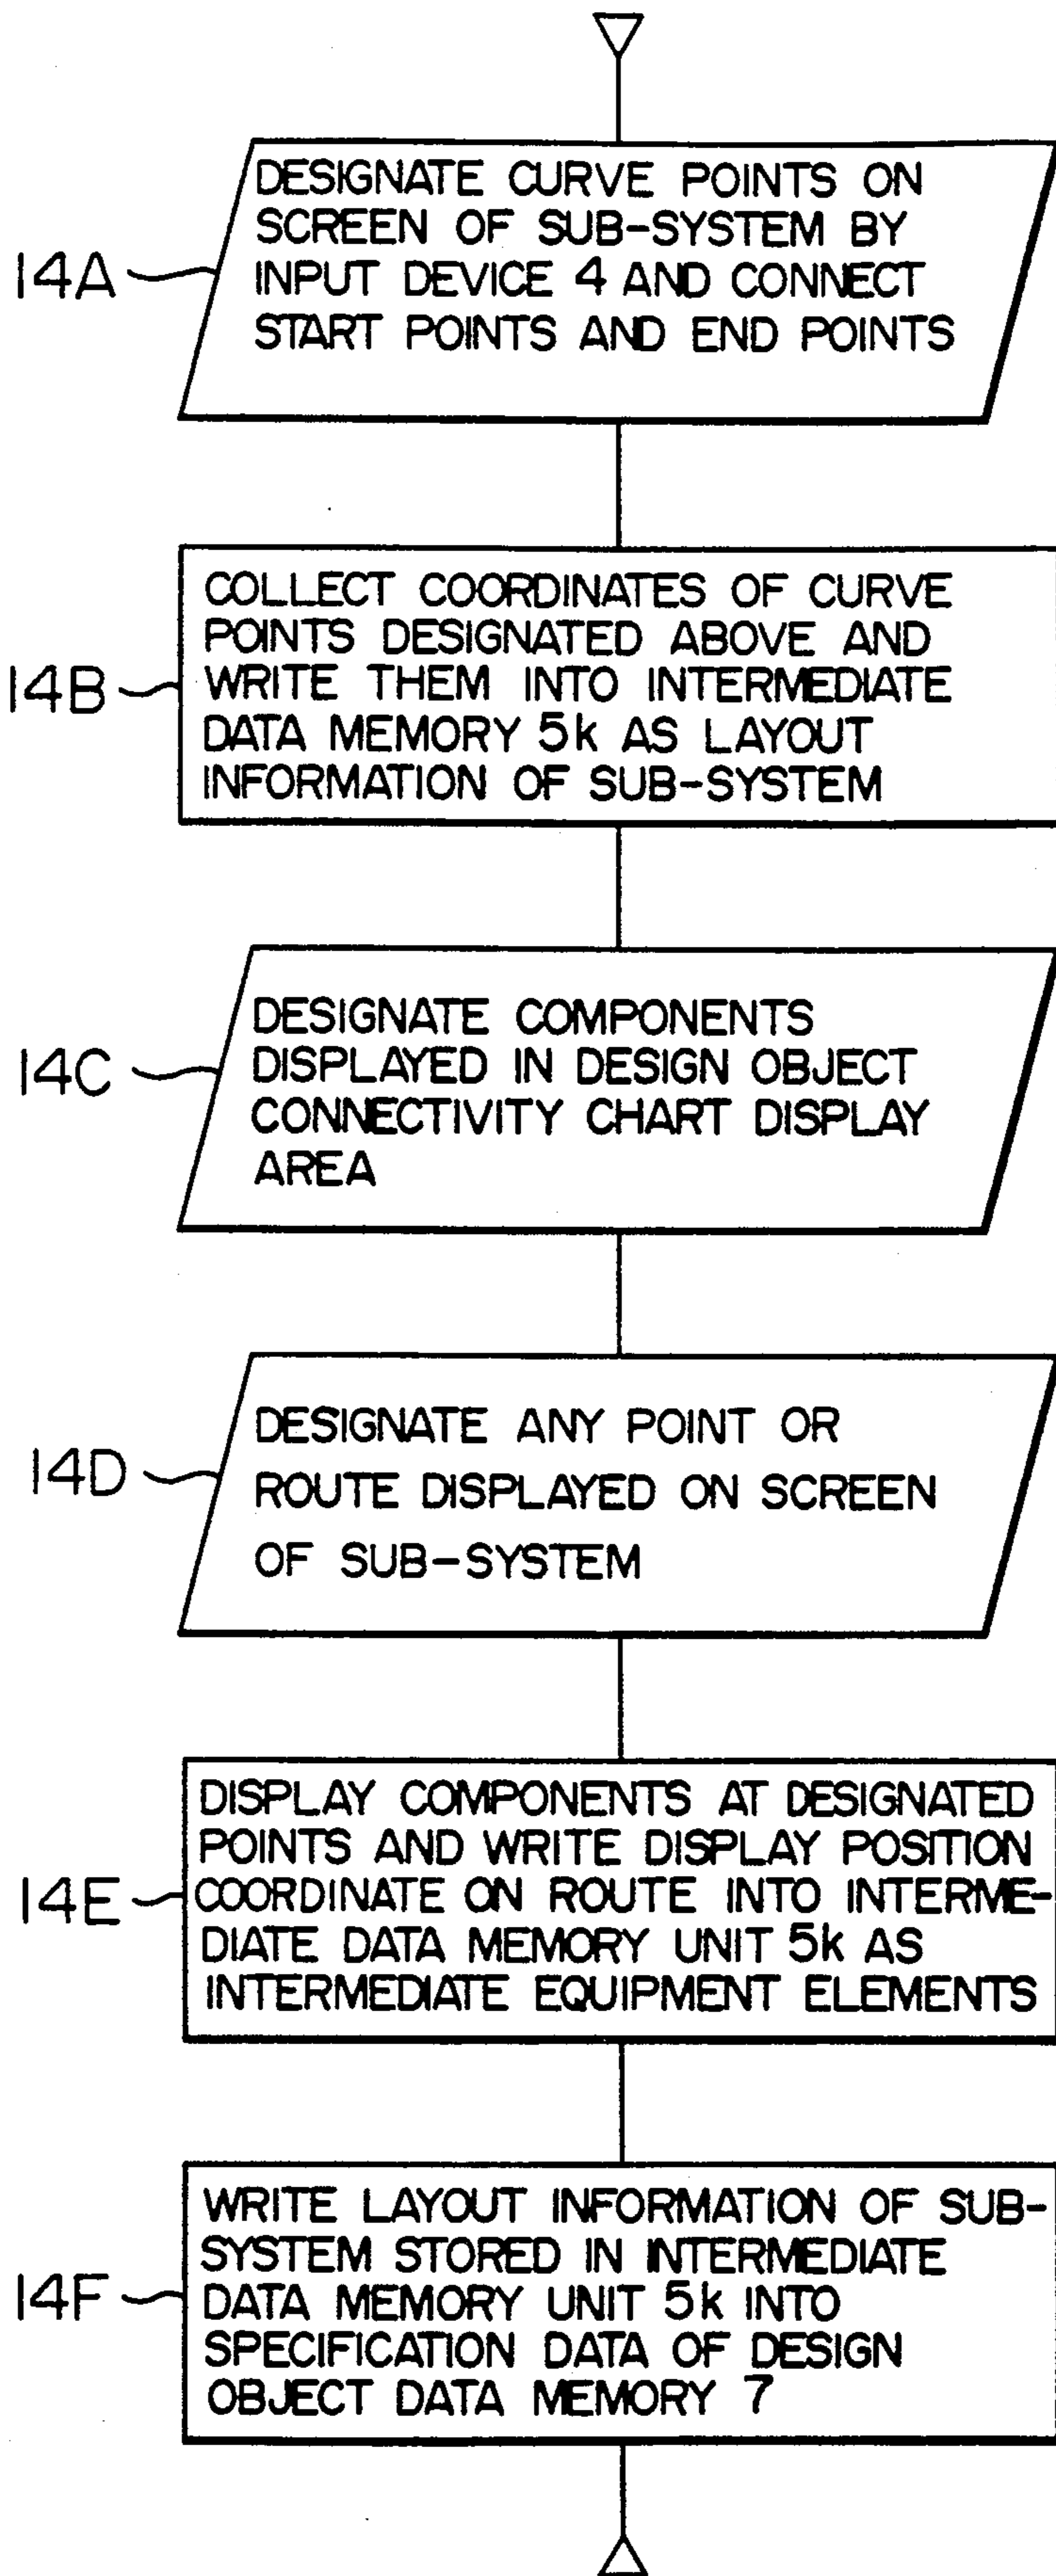 14A
DESIGNATE CURVE POINTS ON
SCREEN OF SUB-SYSTEM BY
INPUT DEVICE 4 AND CONNECT
START POINTS AND END POINTS
14B
COLLECT COORDINATES OF CURVE
POINTS DESIGNATED ABOVE AND
WRITE THEM INTO INTERMEDIATE
DATA MEMORY 5k AS LAYOUT
INFORMATION OF SUB-SYSTEM
14C
DESIGNATE COMPONENTS
DISPLAYED IN DESIGN OBJECT
CONNECTIVITY CHART DISPLAY
AREA
14D
DESIGNATE ANY POINT OR
ROUTE DISPLAYED ON SCREEN
OF SUB-SYSTEM
14E
DISPLAY COMPONENTS AT DESIGNATED
POINTS AND WRITE DISPLAY POSITION
COORDINATE ON ROUTE INTO INTERME-
DIATE DATA MEMORY UNIT 5k AS
INTERMEDIATE EQUIPMENT ELEMENTS
14F
WRITE LAYOUT INFORMATION OF SUB-
SYSTEM STORED IN INTERMEDIATE
DATA MEMORY UNIT 5k INTO
SPECIFICATION DATA OF DESIGN
OBJECT DATA MEMORY 7